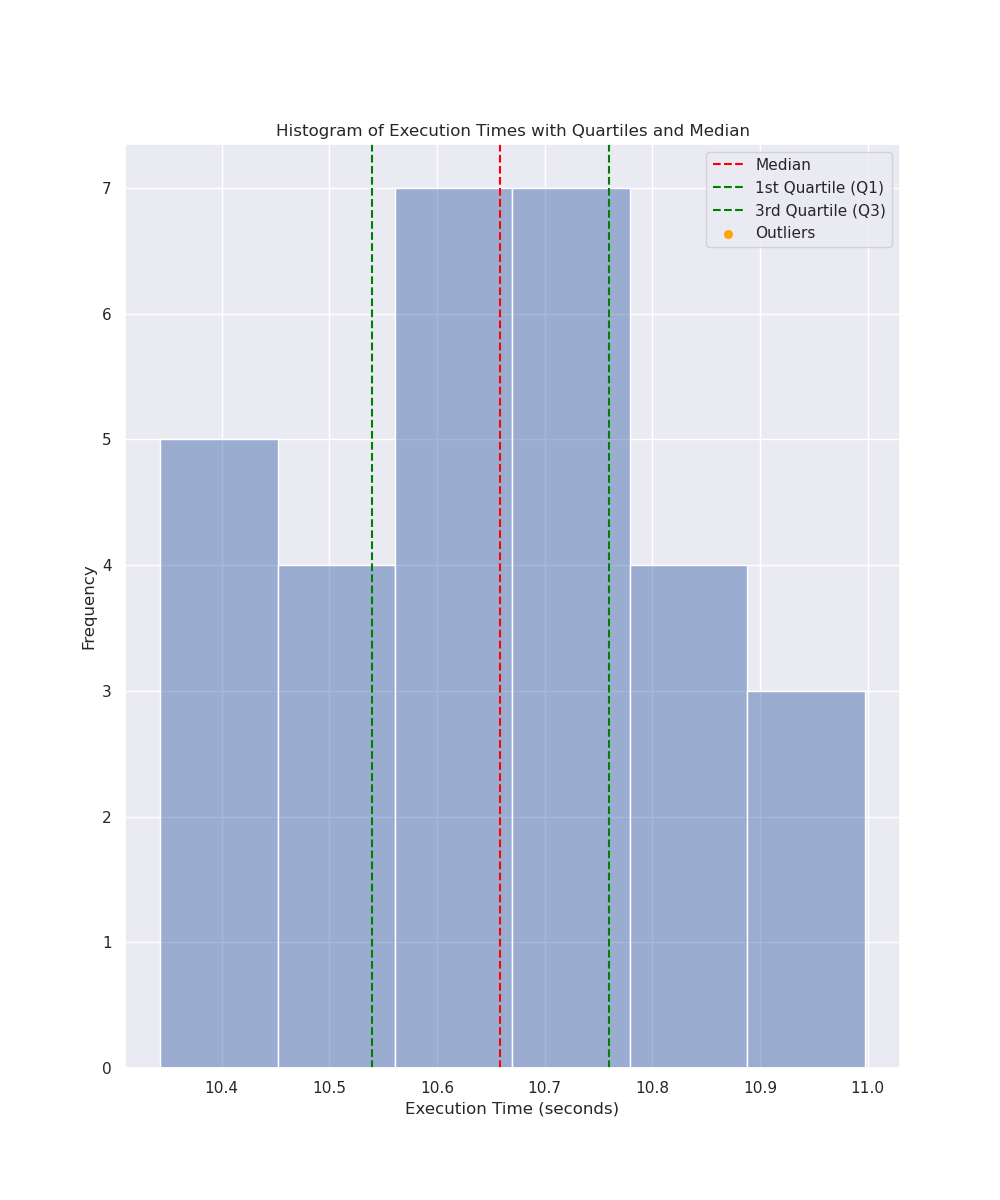 Histogram of Execution Times with Quartiles and Median
Median
1st Quartile (Q1)
3rd Quartile (Q3)
Outliers
7
6
5
4
3
2
1
0
Frequency
10.4 10.5 10.6 10.7 10.8 10.9 11.0
Execution Time (seconds)